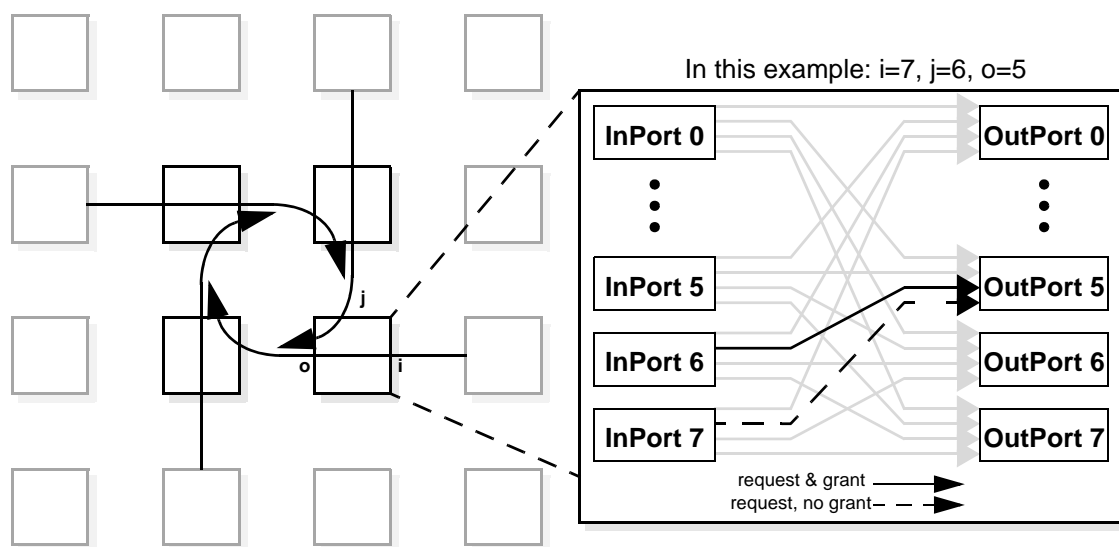 In this example: i=7, j=6, o=5
InPort 0
OutPort 0
InPort 5
OutPort 5
j
InPort 6
OutPort 6
o
i
InPort 7
OutPort 7
request & grant
request, no grant